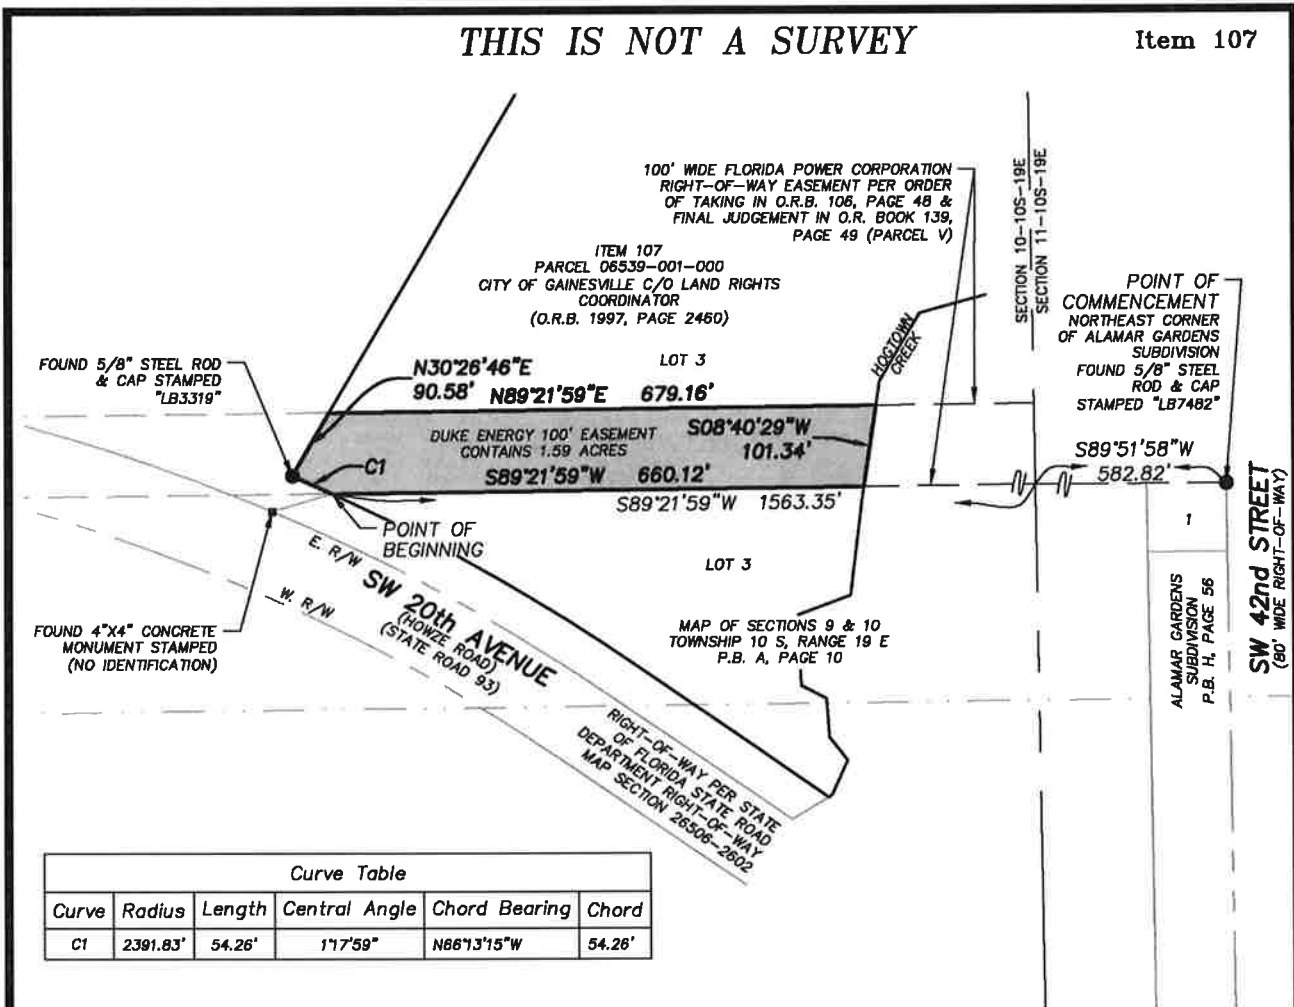 THIS IS NOT A SURVEY
Item 107
100' WIDE FLORIDA POWER CORPORATION
RIGHT-OF-WAY EASEMENT PER ORDER
OF TAKING IN O.R.B. 106, PAGE 48 &
FINAL JUDGEMENT IN O.R. BOOK 139,
PAGE 49 (PARCEL V)
SECTION 10-10S-19E
SECTION 11-10S-19E
ITEM 107
PARCEL 06539-001-000
CITY OF GAINESVILLE C/O LAND RIGHTS
COORDINATOR
(O.R.B. 1997, PAGE 2460)
POINT OF
COMMENCEMENT
NORTHEAST CORNER
OF ALAMAR GARDENS
SUBDIVISION
FOUND 5/8" STEEL
ROD & CAP
STAMPED "LB7482"
HOGTOWN
CREEK
FOUND 5/8" STEEL ROD
& CAP STAMPED
"LB3319"
LOT 3
N30°26'46"E
90.58'
N89°21'59"E 679.16'
DUKE ENERGY 100' EASEMENT
CONTAINS 1.59 ACRES
S08°40'29"W
101.34'
C1
S89°21'59"W 660.12'
S89°21'59"W 1563.35'
S89°51'58"W
582.82'
POINT OF
BEGINNING
1
SW 42nd STREET
(80' WIDE RIGHT-OF-WAY)
ALAMAR GARDENS
SUBDIVISION
P.B. H, PAGE 56
LOT 3
E. R/W
W. R/W
SW 20th AVENUE
(HOWZE ROAD)
(STATE ROAD 93)
FOUND 4"X4" CONCRETE
MONUMENT STAMPED
(NO IDENTIFICATION)
MAP OF SECTIONS 9 & 10
TOWNSHIP 10 S, RANGE 19 E
P.B. A, PAGE 10
RIGHT-OF-WAY PER STATE
OF FLORIDA STATE ROAD
DEPARTMENT RIGHT-OF-WAY
MAP SECTION 26506-2602
Curve Table
Curve Radius Length Central Angle Chord Bearing Chord
C1 2391.83' 54.26' 1°17'59" N66°13'15"W 54.26'